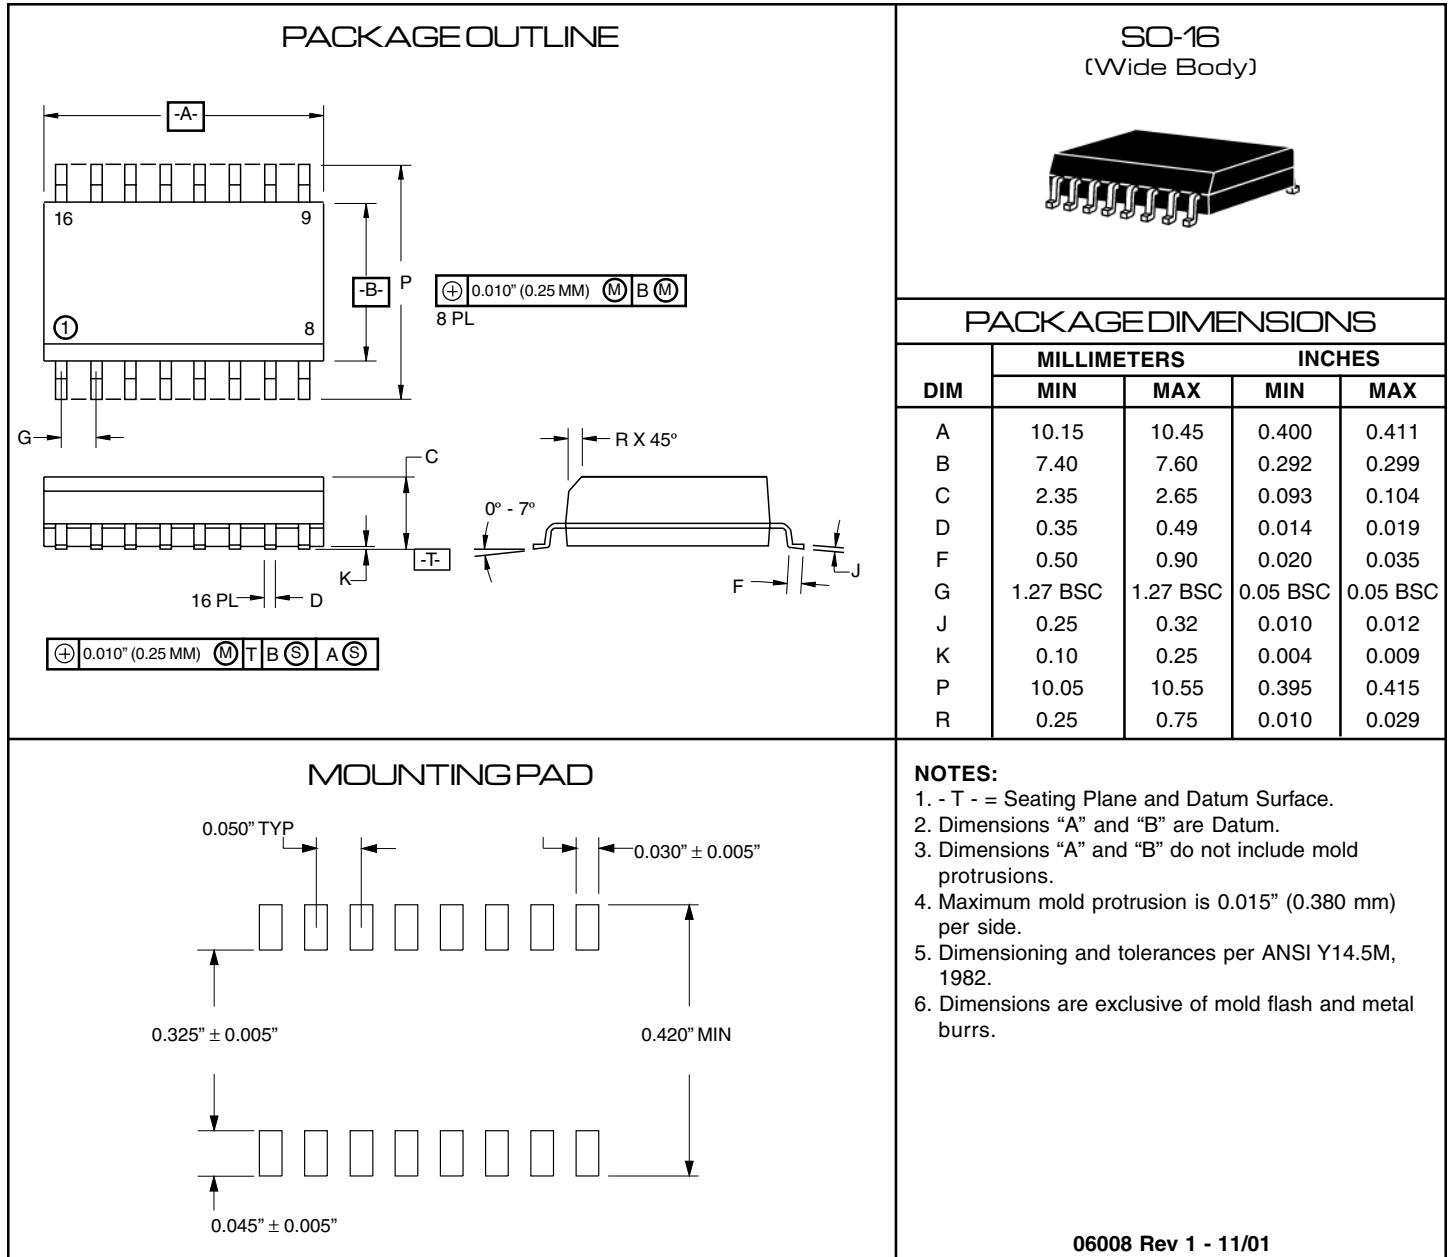 PACKAGE OUTLINE
-A-
16
9
-B-
P
⌖ 0.010” (0.25 MM) Ⓜ B Ⓜ
8 PL
①
8
G
C
R X 45º
0º - 7º
-T-
K
J
F
16 PL
D
⌖ 0.010” (0.25 MM) Ⓜ T B Ⓢ A Ⓢ
SO-16
(Wide Body)
PACKAGE DIMENSIONS
MILLIMETERS INCHES
DIM MIN MAX MIN MAX
A 10.15 10.45 0.400 0.411
B 7.40 7.60 0.292 0.299
C 2.35 2.65 0.093 0.104
D 0.35 0.49 0.014 0.019
F 0.50 0.90 0.020 0.035
G 1.27 BSC 1.27 BSC 0.05 BSC 0.05 BSC
J 0.25 0.32 0.010 0.012
K 0.10 0.25 0.004 0.009
P 10.05 10.55 0.395 0.415
R 0.25 0.75 0.010 0.029
MOUNTING PAD
0.050” TYP
0.030” ± 0.005”
0.325” ± 0.005”
0.420” MIN
0.045” ± 0.005”
NOTES:
1. - T - = Seating Plane and Datum Surface.
2. Dimensions “A” and “B” are Datum.
3. Dimensions “A” and “B” do not include mold
protrusions.
4. Maximum mold protrusion is 0.015” (0.380 mm)
per side.
5. Dimensioning and tolerances per ANSI Y14.5M,
1982.
6. Dimensions are exclusive of mold flash and metal
burrs.
06008 Rev 1 - 11/01